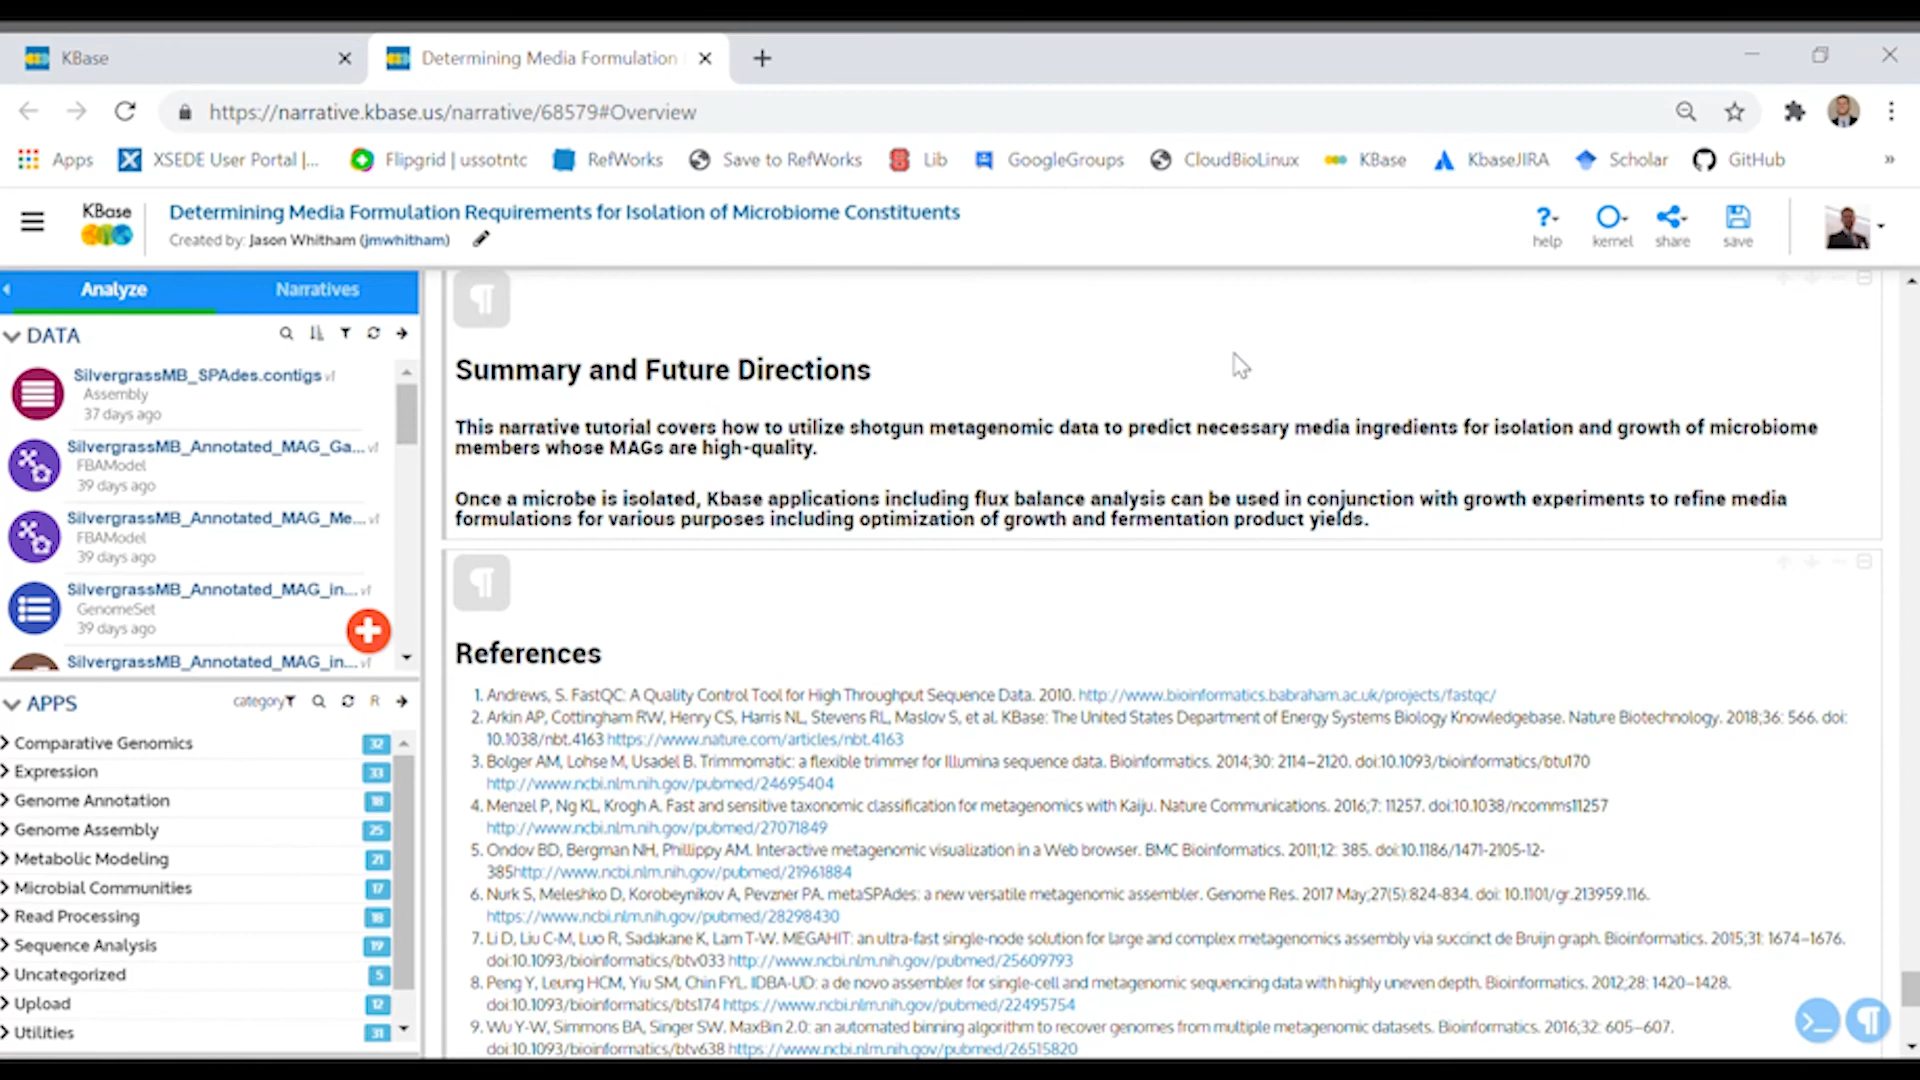 KBase
Determining Media Formulation
https://narrative.kbase.us/narrative/68579#Overview
Apps
XSEDE User Portal |...
Flipgrid | ussotntc
RefWorks
Save to RefWorks
Lib
GoogleGroups
CloudBioLinux
KBase
KbaseJIRA
Scholar
GitHub
»
KBase
Determining Media Formulation Requirements for Isolation of Microbiome Constituents
Created by: Jason Whitham (jmwhitham)
help
kernel
share
save
Analyze
Narratives
DATA
SilvergrassMB_SPAdes.contigs v1
Assembly
37 days ago
SilvergrassMB_Annotated_MAG_Ga... v1
FBAModel
39 days ago
SilvergrassMB_Annotated_MAG_Me... v1
FBAModel
39 days ago
SilvergrassMB_Annotated_MAG_in... v1
GenomeSet
39 days ago
SilvergrassMB_Annotated_MAG_in... v1
APPS
category
R
Comparative Genomics 32
Expression 33
Genome Annotation 18
Genome Assembly 25
Metabolic Modeling 21
Microbial Communities 17
Read Processing 18
Sequence Analysis 19
Uncategorized 5
Upload 12
Utilities 31
Summary and Future Directions
This narrative tutorial covers how to utilize shotgun metagenomic data to predict necessary media ingredients for isolation and growth of microbiome
members whose MAGs are high-quality.
Once a microbe is isolated, Kbase applications including flux balance analysis can be used in conjunction with growth experiments to refine media
formulations for various purposes including optimization of growth and fermentation product yields.
References
1. Andrews, S. FastQC: A Quality Control Tool for High Throughput Sequence Data. 2010. http://www.bioinformatics.babraham.ac.uk/projects/fastqc/
2. Arkin AP, Cottingham RW, Henry CS, Harris NL, Stevens RL, Maslov S, et al. KBase: The United States Department of Energy Systems Biology Knowledgebase. Nature Biotechnology. 2018;36: 566. doi:
10.1038/nbt.4163 https://www.nature.com/articles/nbt.4163
3. Bolger AM, Lohse M, Usadel B. Trimmomatic: a flexible trimmer for Illumina sequence data. Bioinformatics. 2014;30: 2114–2120. doi:10.1093/bioinformatics/btu170
http://www.ncbi.nlm.nih.gov/pubmed/24695404
4. Menzel P, Ng KL, Krogh A. Fast and sensitive taxonomic classification for metagenomics with Kaiju. Nature Communications. 2016;7: 11257. doi:10.1038/ncomms11257
http://www.ncbi.nlm.nih.gov/pubmed/27071849
5. Ondov BD, Bergman NH, Phillippy AM. Interactive metagenomic visualization in a Web browser. BMC Bioinformatics. 2011;12: 385. doi:10.1186/1471-2105-12-
385http://www.ncbi.nlm.nih.gov/pubmed/21961884
6. Nurk S, Meleshko D, Korobeynikov A, Pevzner PA. metaSPAdes: a new versatile metagenomic assembler. Genome Res. 2017 May;27(5):824-834. doi: 10.1101/gr.213959.116.
https://www.ncbi.nlm.nih.gov/pubmed/28298430
7. Li D, Liu C-M, Luo R, Sadakane K, Lam T-W. MEGAHIT: an ultra-fast single-node solution for large and complex metagenomics assembly via succinct de Bruijn graph. Bioinformatics. 2015;31: 1674–1676.
doi:10.1093/bioinformatics/btv033 http://www.ncbi.nlm.nih.gov/pubmed/25609793
8. Peng Y, Leung HCM, Yiu SM, Chin FYL. IDBA-UD: a de novo assembler for single-cell and metagenomic sequencing data with highly uneven depth. Bioinformatics. 2012;28: 1420–1428.
doi:10.1093/bioinformatics/bts174 https://www.ncbi.nlm.nih.gov/pubmed/22495754
9. Wu Y-W, Simmons BA, Singer SW. MaxBin 2.0: an automated binning algorithm to recover genomes from multiple metagenomic datasets. Bioinformatics. 2016;32: 605–607.
doi:10.1093/bioinformatics/btv638 https://www.ncbi.nlm.nih.gov/pubmed/26515820